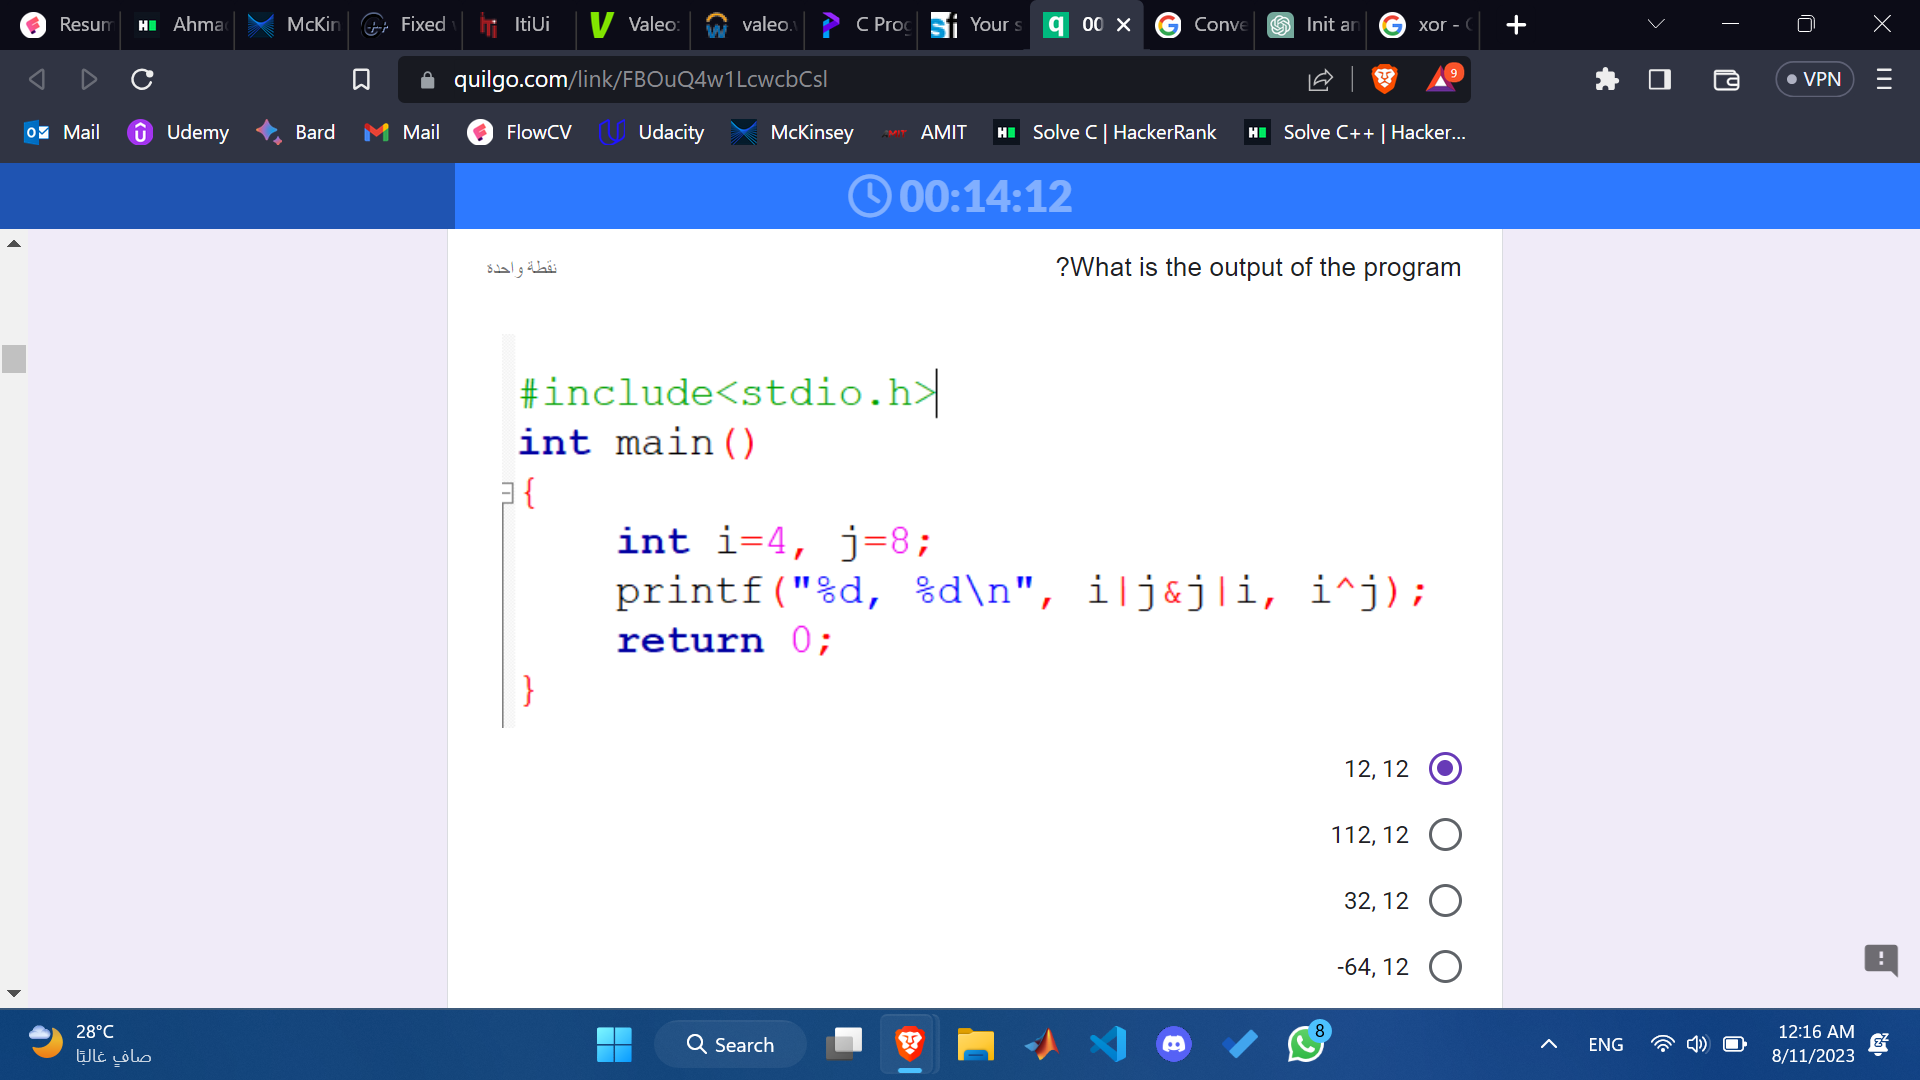 Resum
Ahma
McKin
Fixed
ItiUi
Valeo:
valeo.
C Prog
Your s
00
Conve
Init an
xor -
quilgo.com/link/FBOuQ4w1LcwcbCsl
9
VPN
Mail
Udemy
Bard
Mail
FlowCV
Udacity
McKinsey
AMIT
Solve C | HackerRank
Solve C++ | Hacker...
00:14:12
?What is the output of the program
نقطة واحدة
#include<stdio.h>
int main()
{
int i=4, j=8;
printf("%d, %d\n", i|j&j|i, i^j);
return 0;
}
12, 12
112, 12
32, 12
-64, 12
28°C
صافٍ غالبًا
Search
8
ENG
12:16 AM
8/11/2023